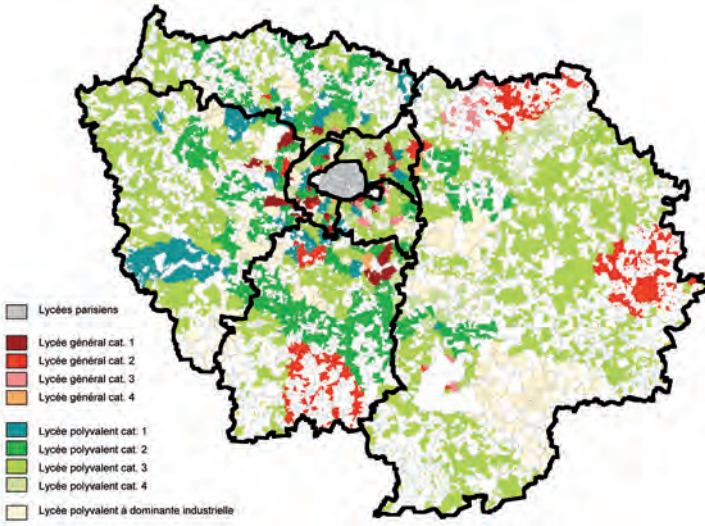 Lycées parisiens
Lycée général cat. 1
Lycée général cat. 2
Lycée général cat. 3
Lycée général cat. 4
Lycée polyvalent cat. 1
Lycée polyvalent cat. 2
Lycée polyvalent cat. 3
Lycée polyvalent cat. 4
Lycée polyvalent à dominante industrielle